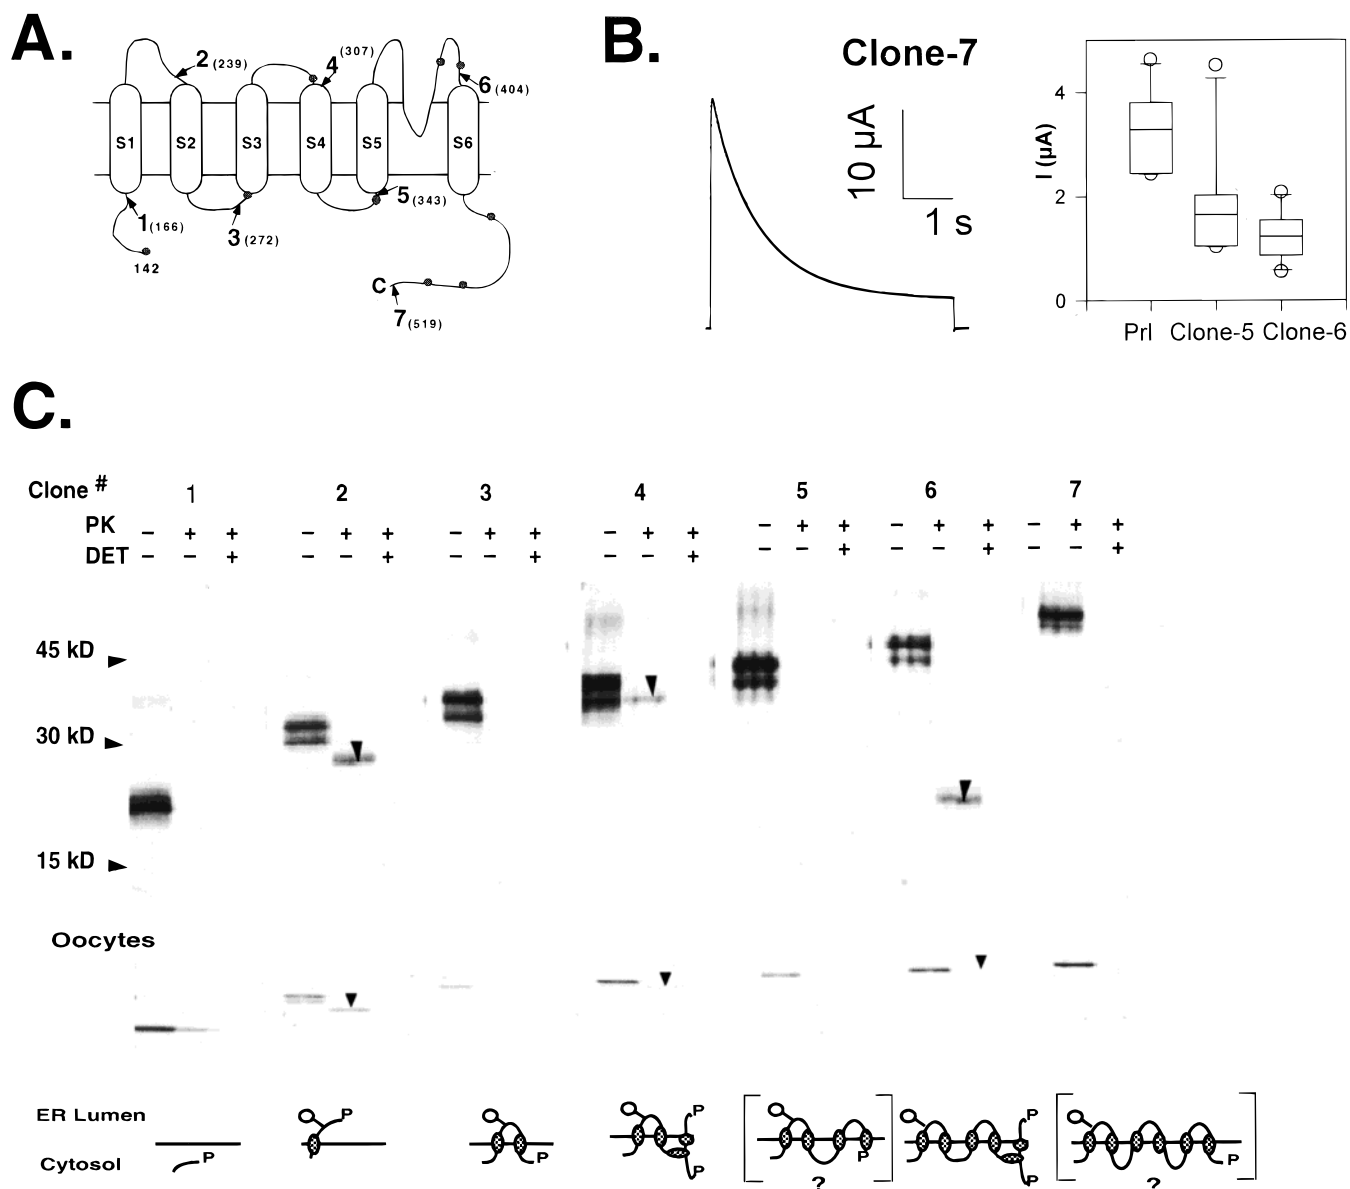 A.
2 (239)
4 (307)
6 (404)
S1 S2 S3 S4 S5 S6
1 (166)
3 (272)
5 (343)
142
C
7 (519)
B.
Clone-7
10 µA
1 s
I (µA)
4
2
0
Prl Clone-5 Clone-6
C.
Clone # 1 2 3 4 5 6 7
PK − + + − + + − + + − + + − + + − + + − + +
DET − − + − − + − − + − − + − − + − − + − − +
45 kD
30 kD
15 kD
Oocytes
ER Lumen
Cytosol
P
P
P
P
P
P
?
P
P
P
?